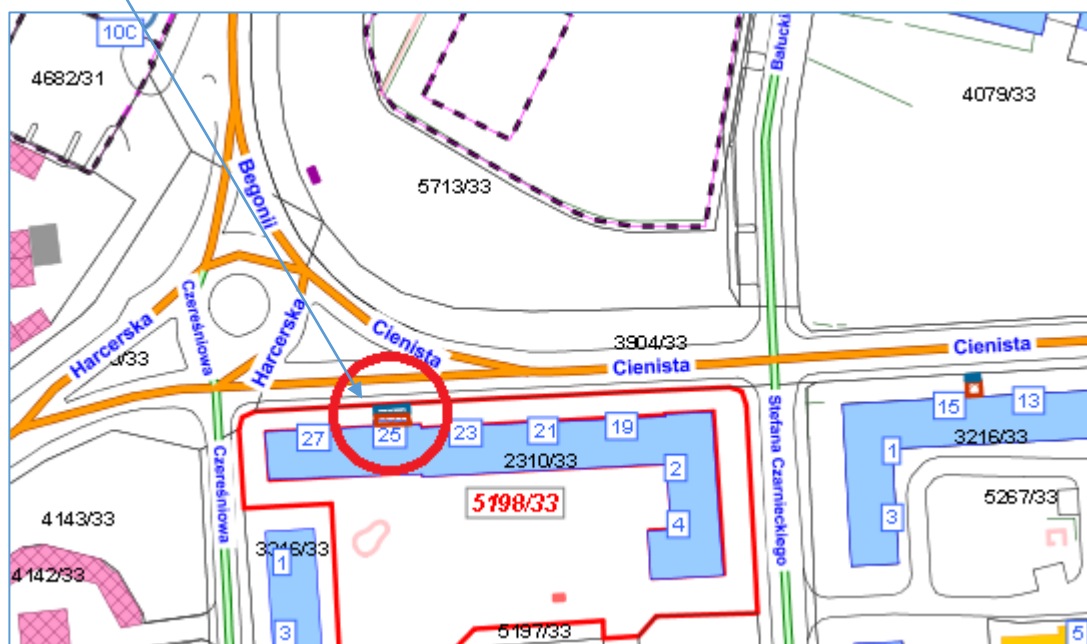 10C
4682/31
Bałucki
4079/33
Begonii
5713/33
Czereśniowa
Harcerska
/33
Harcerska
Cienista
3904/33
Cienista
Cienista
27
25
23
21
19
15
13
2310/33
3216/33
2
1
5198/33
5267/33
4
3
Czereśniowa
Stefana Czarnieckiego
4143/33
1
4142/33
3
5197/33
5